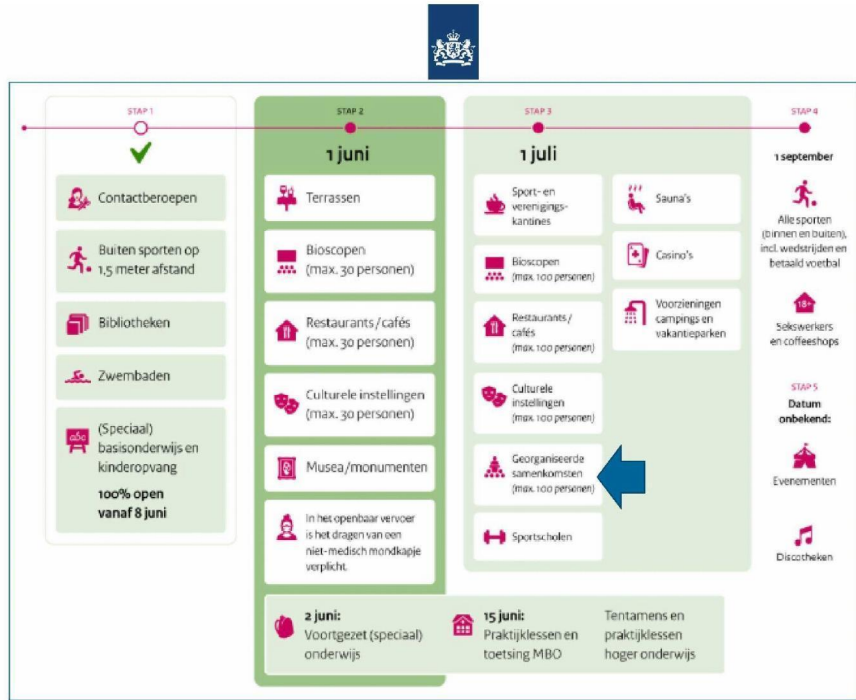 STAP 1
Contactberoepen
Buiten sporten op
1,5 meter afstand
Bibliotheken
Zwembaden
abc
(Speciaal)
basisonderwijs en
kinderopvang
100% open
vanaf 8 juni
STAP 2
1 juni
Terrassen
Bioscopen
(max. 30 personen)
Restaurants/cafés
(max. 30 personen)
Culturele instellingen
(max. 30 personen)
Musea/monumenten
In het openbaar vervoer
is het dragen van een
niet-medisch mondkapje
verplicht.
STAP 3
1 juli
Sport- en
verenigings-
kantines
Bioscopen
(max. 100 personen)
Restaurants/
cafés
(max. 100 personen)
Culturele
instellingen
(max. 100 personen)
Georganiseerde
samenkomsten
(max. 100 personen)
Sportscholen
Sauna's
Casino's
Voorzieningen
campings en
vakantieparken
2 juni:
Voortgezet (speciaal)
onderwijs
15 juni:
Praktijklessen en
toetsing MBO
Tentamens en
praktijklessen
hoger onderwijs
STAP 4
1 september
Alle sporten
(binnen en buiten),
incl. wedstrijden en
betaald voetbal
18+
Sekswerkers
en coffeeshops
STAP 5
Datum
onbekend:
Evenementen
Discotheken